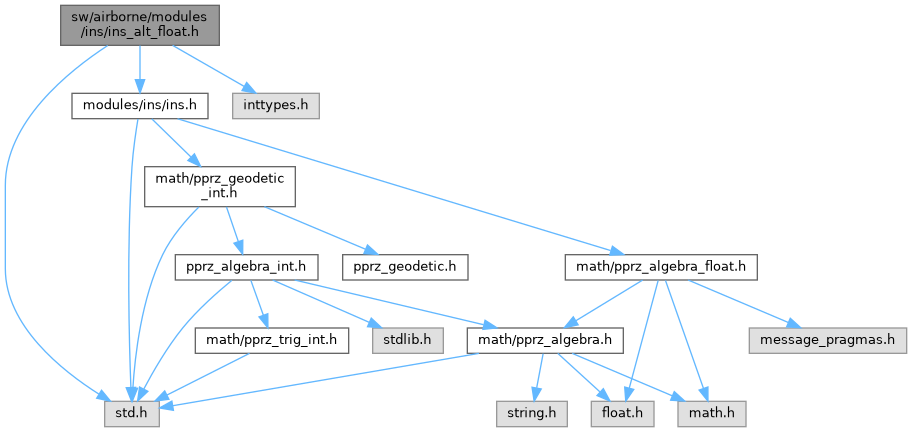 sw/airborne/modules
/ins/ins_alt_float.h
modules/ins/ins.h
inttypes.h
math/pprz_geodetic
_int.h
pprz_algebra_int.h
pprz_geodetic.h
math/pprz_algebra_float.h
math/pprz_trig_int.h
stdlib.h
math/pprz_algebra.h
message_pragmas.h
std.h
string.h
float.h
math.h